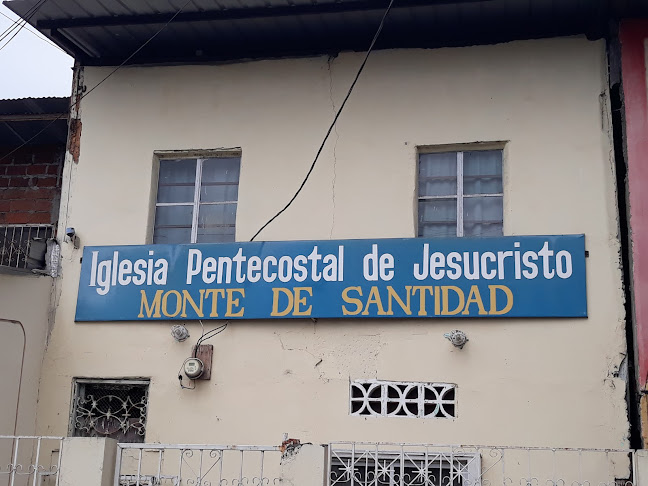 Iglesia Pentecostal de Jesucristo
MONTE DE SANTIDAD